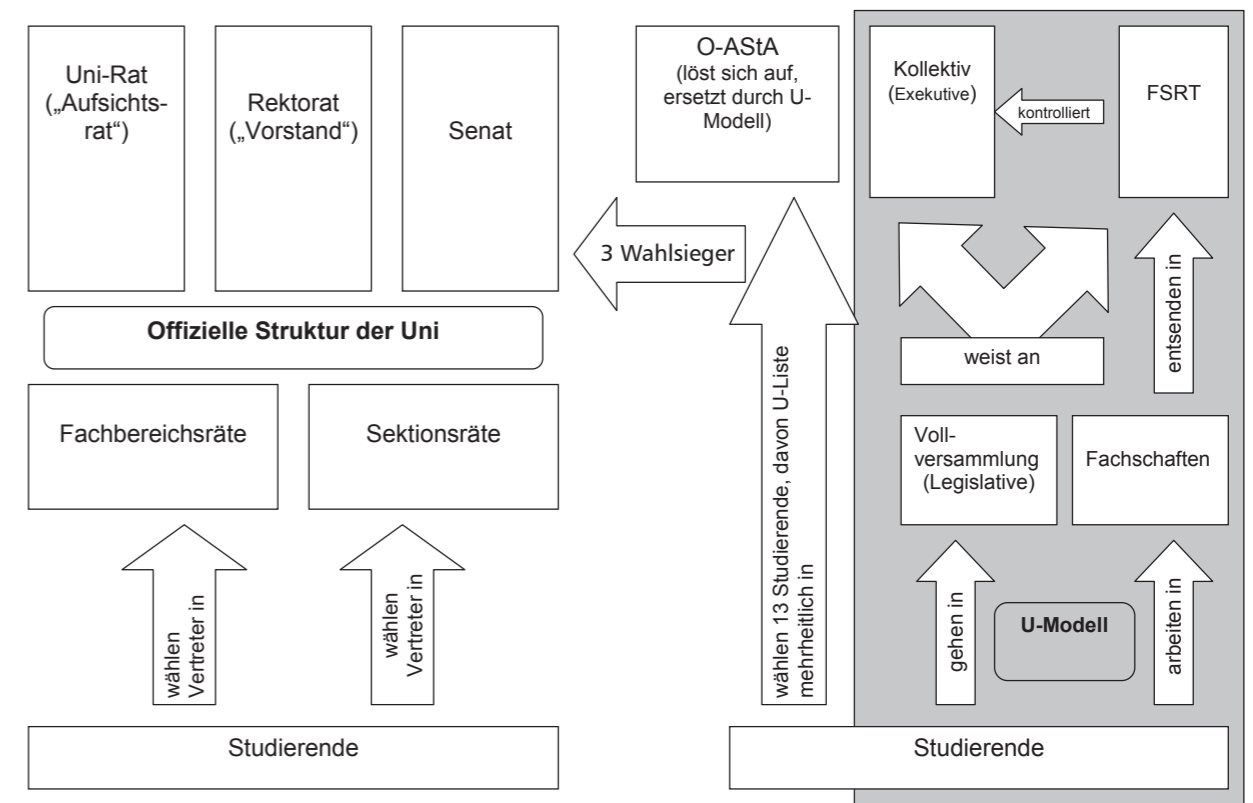 Uni-Rat
(„Aufsichts-
rat“)
Rektorat
(„Vorstand“)
Senat
O-AStA
(löst sich auf,
ersetzt durch U-
Modell)
Kollektiv
(Exekutive)
kontrolliert
FSRT
3 Wahlsieger
Offizielle Struktur der Uni
weist an
entsenden in
Fachbereichsräte
Sektionsräte
Voll-
versammlung
(Legislative)
Fachschaften
wählen
Vertreter in
wählen
Vertreter in
wählen 13 Studierende, davon U-Liste
mehrheitlich in
gehen in
U-Modell
arbeiten in
Studierende
Studierende